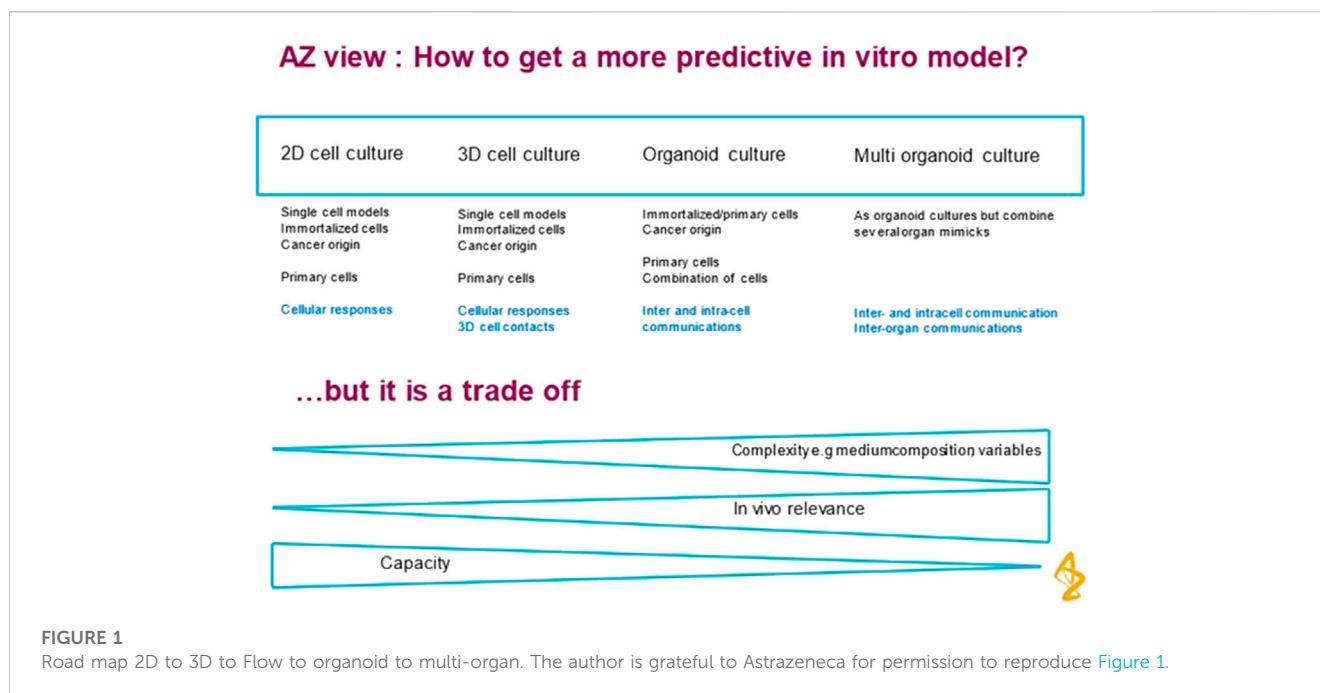 AZ view : How to get a more predictive in vitro model?
2D cell culture
3D cell culture
Organoid culture
Multi organoid culture
Single cell models
Immortalized cells
Cancer origin
Primary cells
Cellular responses
Single cell models
Immortalized cells
Cancer origin
Primary cells
Cellular responses
3D cell contacts
Immortalized/primary cells
Cancer origin
Primary cells
Combination of cells
Inter and intra-cell
communications
As organoid cultures but combine
severalorgan mimicks
Inter- and intracell communication
Inter-organ communications
...but it is a trade off
Complexity e.g mediumcomposition, variables
In vivo relevance
Capacity
FIGURE 1
Road map 2D to 3D to Flow to organoid to multi-organ. The author is grateful to Astrazeneca for permission to reproduce Figure 1.